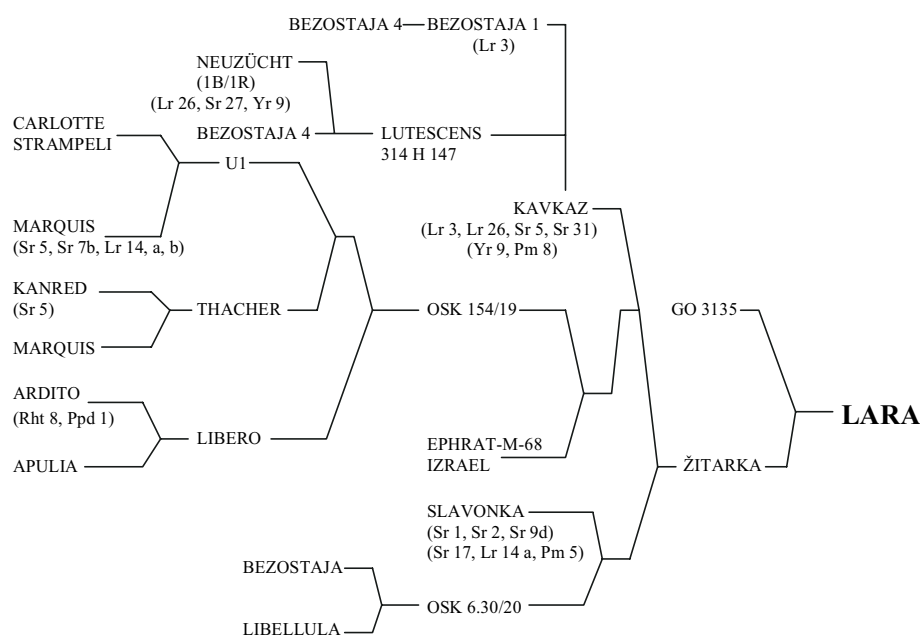 BEZOSTAJA 4 BEZOSTAJA 1
(Lr 3)
NEUZÜCHT
(1B/1R)
(Lr 26, Sr 27, Yr 9)
CARLOTTE
STRAMPELI
BEZOSTAJA 4
LUTESCENS
314 H 147
U1
KAVKAZ
(Lr 3, Lr 26, Sr 5, Sr 31)
(Yr 9, Pm 8)
MARQUIS
(Sr 5, Sr 7b, Lr 14, a, b)
KANRED
(Sr 5)
THACHER
OSK 154/19
GO 3135
MARQUIS
ARDITO
(Rht 8, Ppd 1)
LIBERO
LARA
EPHRAT-M-68
IZRAEL
APULIA
ŽITARKA
SLAVONKA
(Sr 1, Sr 2, Sr 9d)
(Sr 17, Lr 14 a, Pm 5)
BEZOSTAJA
OSK 6.30/20
LIBELLULA